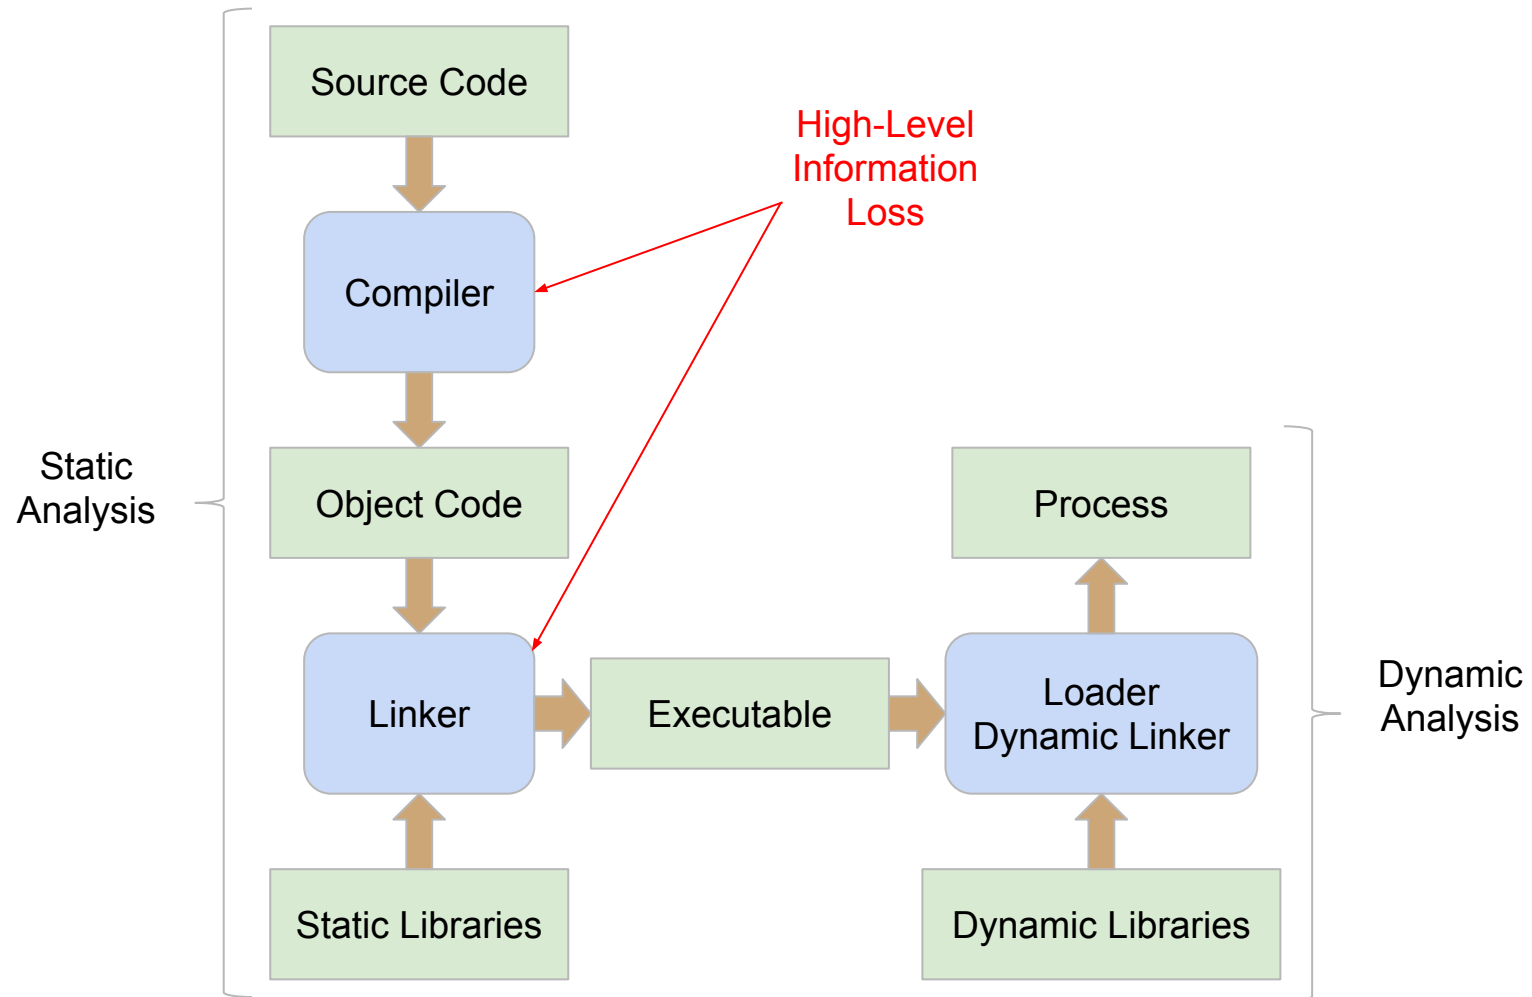 Source Code
High-Level
Information
Loss
Compiler
Static
Analysis
Object Code
Process
Linker
Executable
Loader
Dynamic Linker
Dynamic
Analysis
Static Libraries
Dynamic Libraries